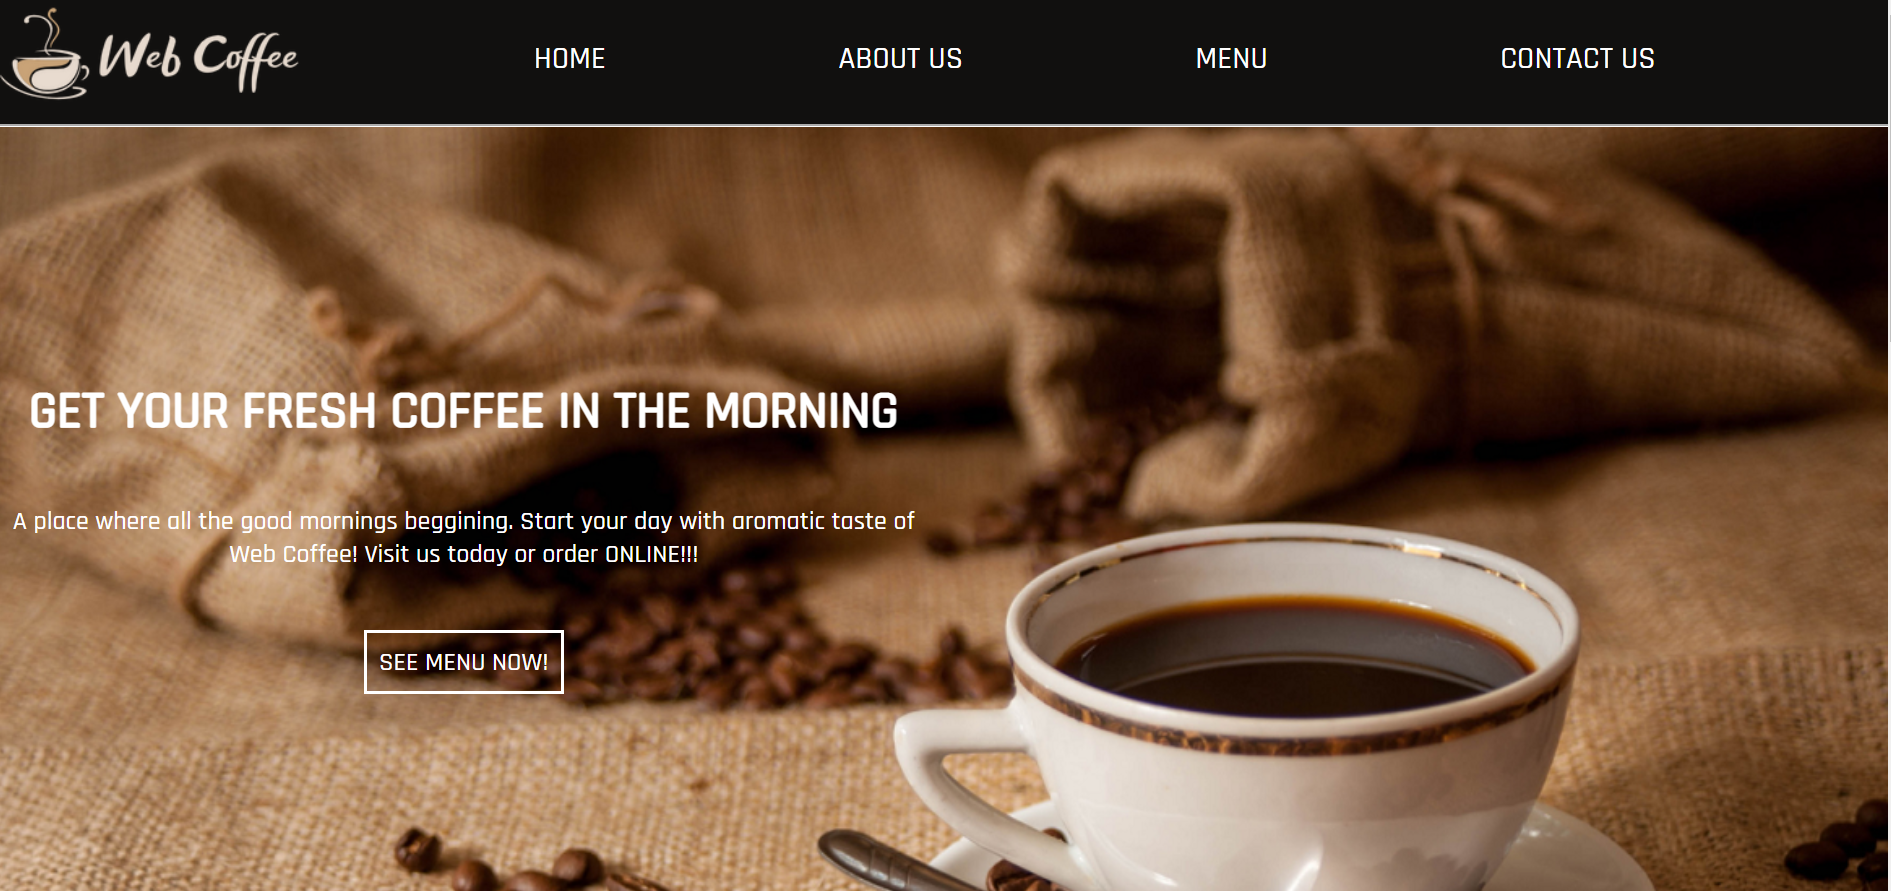 Web Coffee
HOME
ABOUT US
MENU
CONTACT US
GET YOUR FRESH COFFEE IN THE MORNING
A place where all the good mornings beggining. Start your day with aromatic taste of
Web Coffee! Visit us today or order ONLINE!!!
SEE MENU NOW!